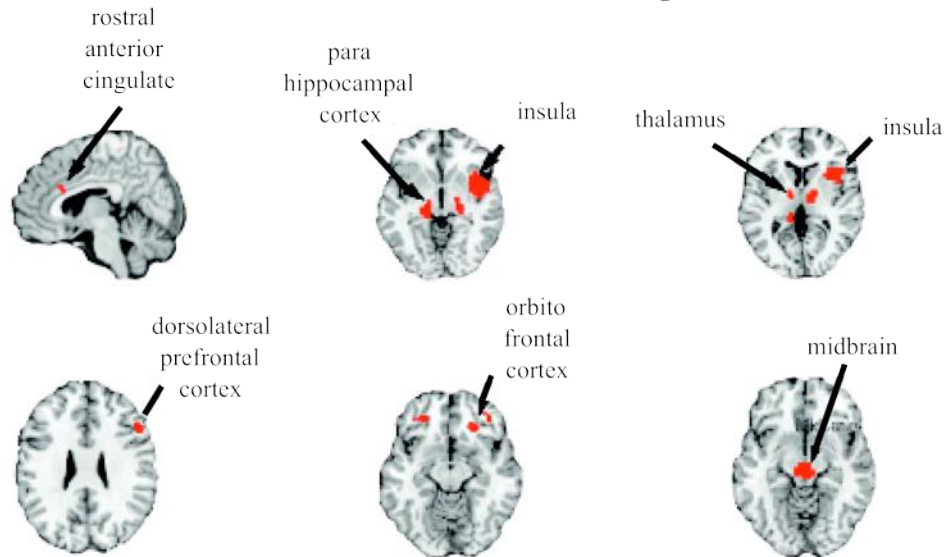 rostral
anterior
cingulate
para
hippocampal
cortex
insula
thalamus
insula
dorsolateral
prefrontal
cortex
orbito
frontal
cortex
midbrain